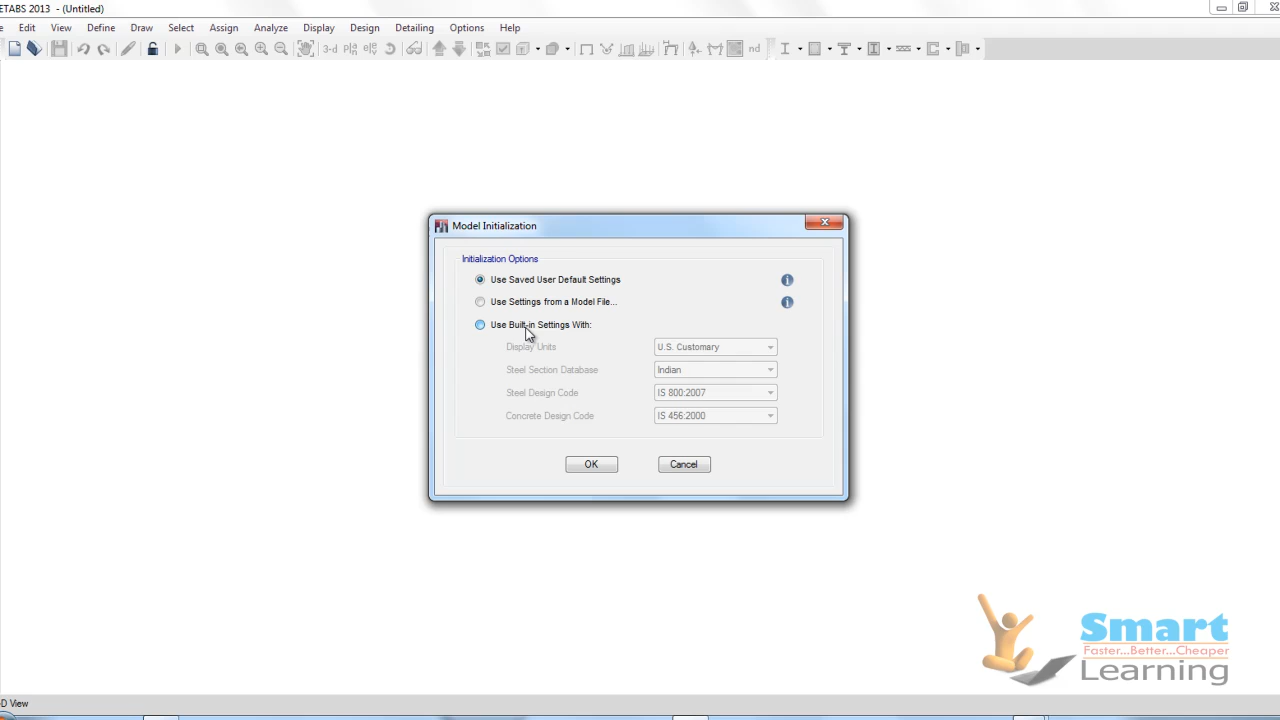 ETABS 2013 - (Untitled)
Edit View Define Draw Select Assign Analyze Display Design Detailing Options Help
3-d nd
Model Initialization
Initialization Options
Use Saved User Default Settings
Use Settings from a Model File...
Use Built-in Settings With:
Display Units U.S. Customary
Steel Section Database Indian
Steel Design Code IS 800:2007
Concrete Design Code IS 456:2000
OK Cancel
Smart
Faster...Better...Cheaper
Learning
-D View